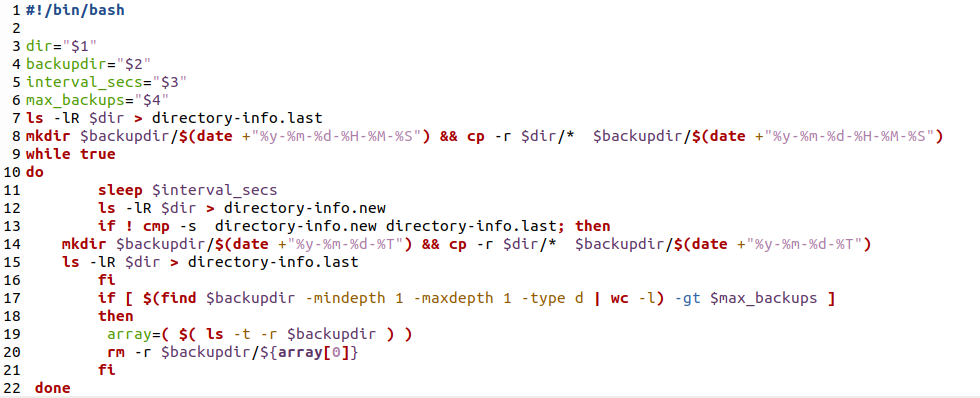 1 #!/bin/bash
2
3 dir="$1"
4 backupdir="$2"
5 interval_secs="$3"
6 max_backups="$4"
7 ls -lR $dir > directory-info.last
8 mkdir $backupdir/$(date +"%y-%m-%d-%H-%M-%S") && cp -r $dir/*  $backupdir/$(date +"%y-%m-%d-%H-%M-%S")
9 while true
10 do
11         sleep $interval_secs
12         ls -lR $dir > directory-info.new
13         if ! cmp -s  directory-info.new directory-info.last; then
14     mkdir $backupdir/$(date +"%y-%m-%d-%T") && cp -r $dir/*  $backupdir/$(date +"%y-%m-%d-%T")
15     ls -lR $dir > directory-info.last
16         fi
17         if [ $(find $backupdir -mindepth 1 -maxdepth 1 -type d | wc -l) -gt $max_backups ]
18         then
19          array=( $( ls -t -r $backupdir ) )
20          rm -r $backupdir/${array[0]}
21         fi
22  done